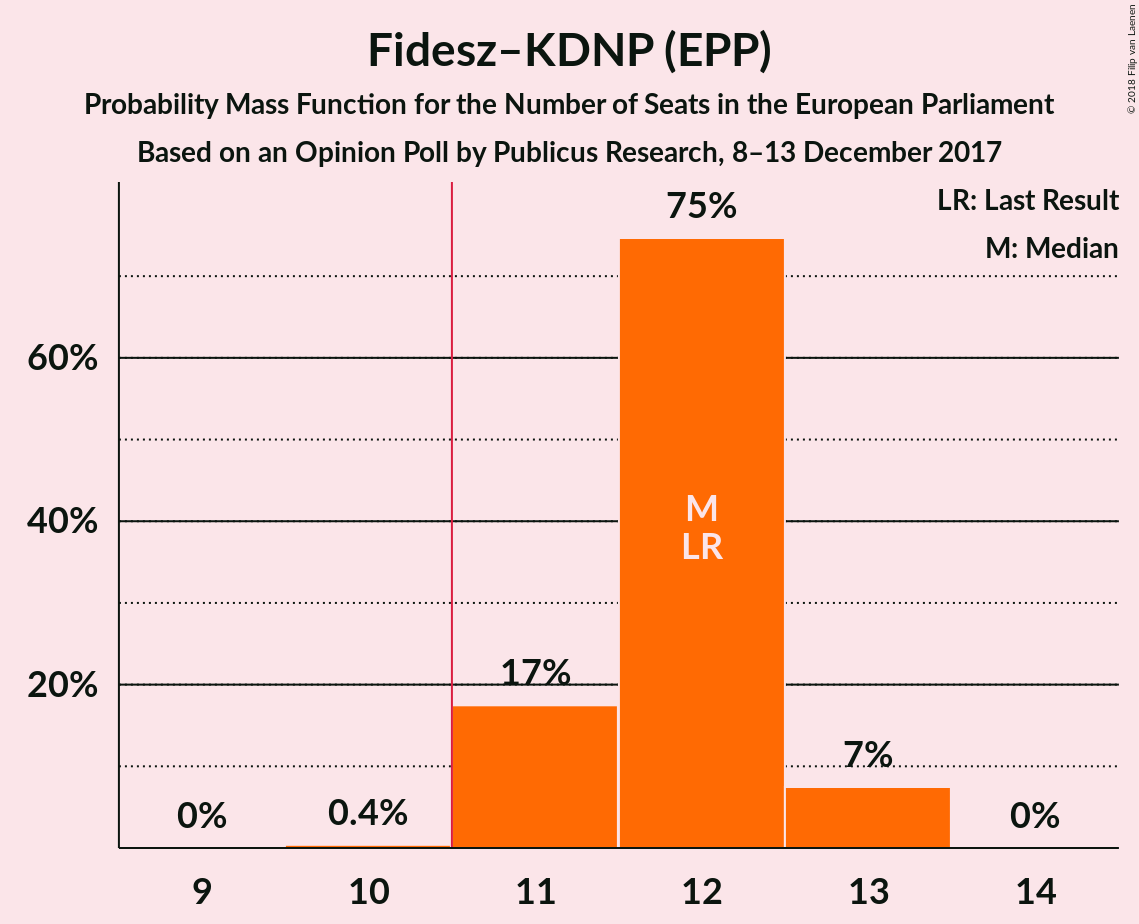 Fidesz–KDNP (EPP)
Probability Mass Function for the Number of Seats in the European Parliament
Based on an Opinion Poll by Publicus Research, 8–13 December 2017
© 2018 Filip van Laenen
LR: Last Result
M: Median
75%
60%
40%
20%
M
LR
17%
7%
0%
0.4%
0%
9 10 11 12 13 14